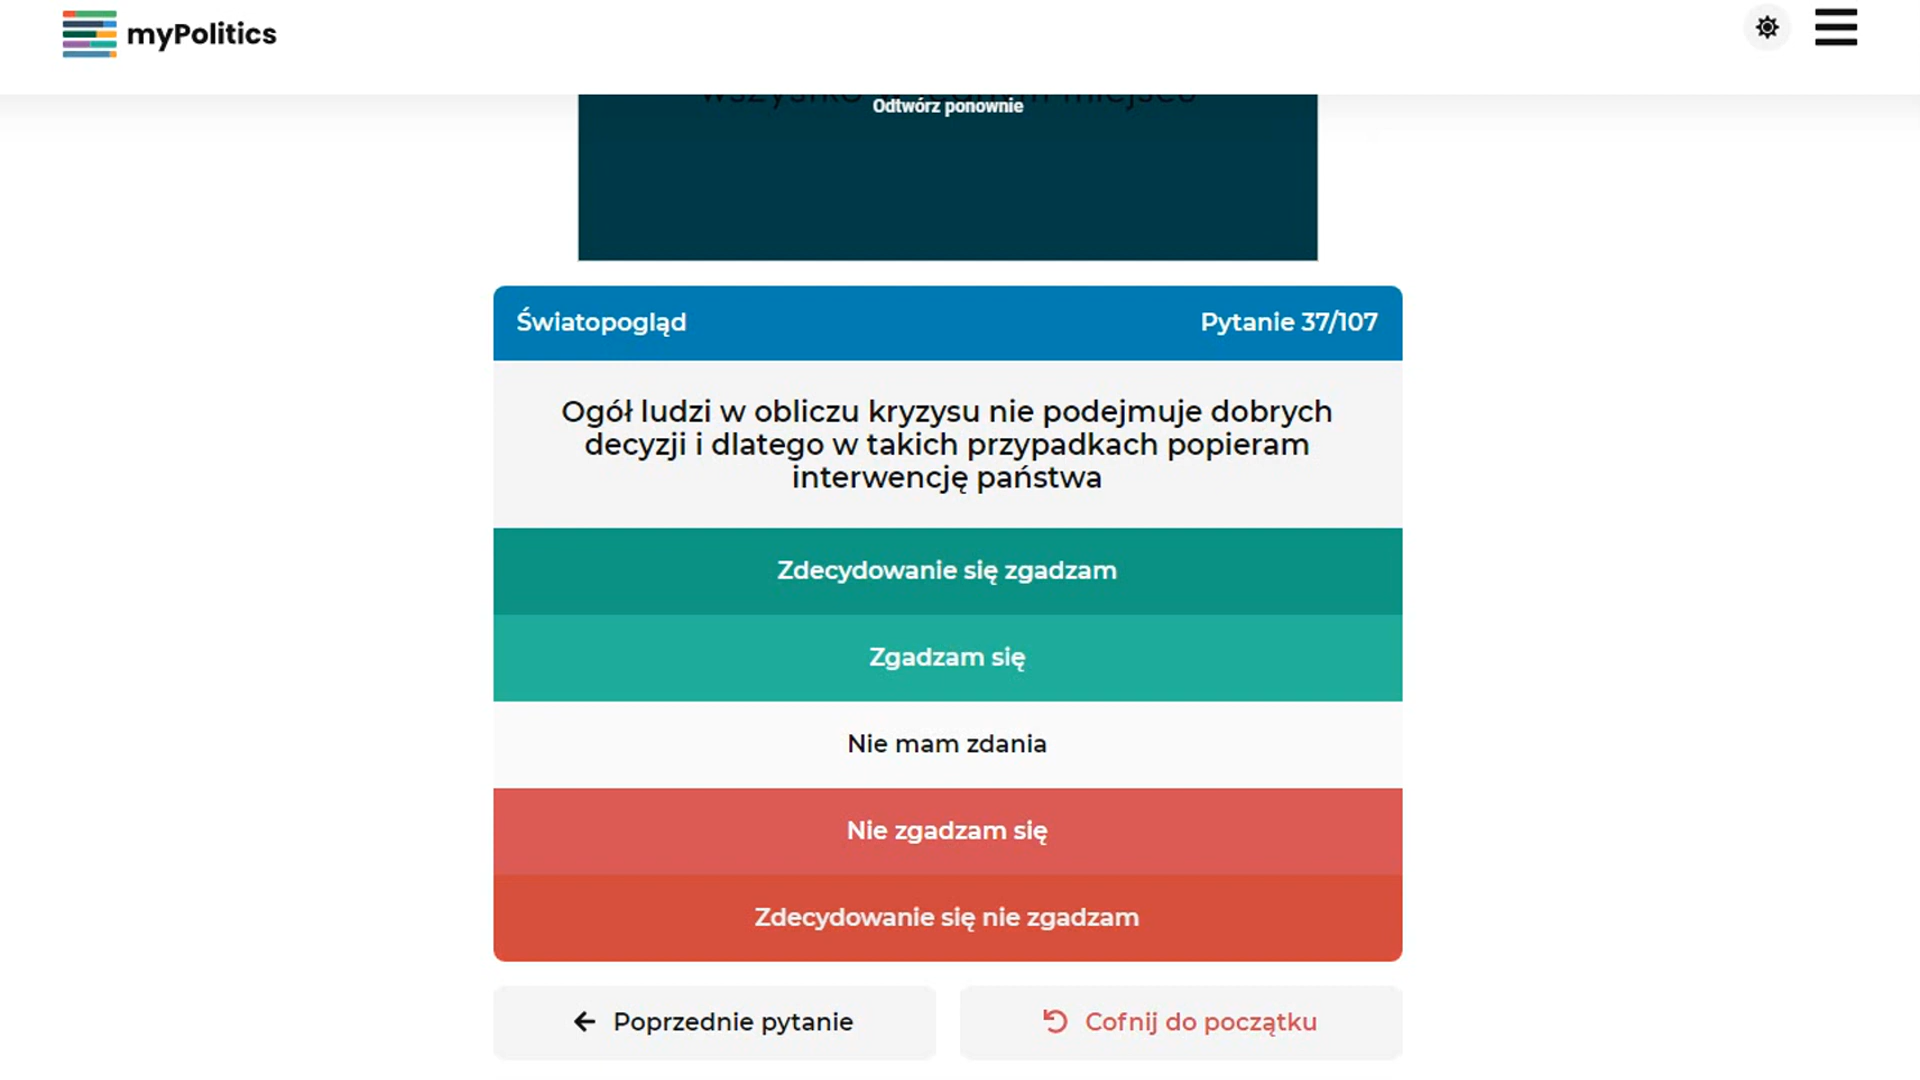 myPolitics
Odtwórz ponownie
Światopogląd
Pytanie 37/107
Ogół ludzi w obliczu kryzysu nie podejmuje dobrych
decyzji i dlatego w takich przypadkach popieram
interwencję państwa
Zdecydowanie się zgadzam
Zgadzam się
Nie mam zdania
Nie zgadzam się
Zdecydowanie się nie zgadzam
Poprzednie pytanie
Cofnij do początku